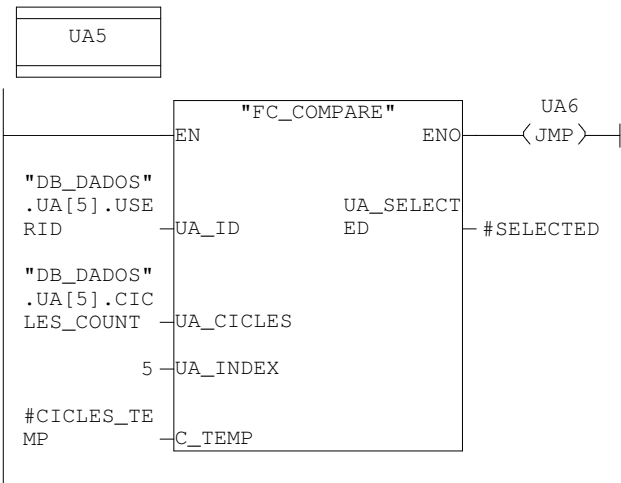 UA5
"FC_COMPARE"
UA6
EN
ENO
JMP
"DB_DADOS"
.UA[5].USE
RID
UA_ID
UA_SELECT
ED
#SELECTED
"DB_DADOS"
.UA[5].CIC
LES_COUNT
UA_CICLES
5
UA_INDEX
#CICLES_TE
MP
C_TEMP